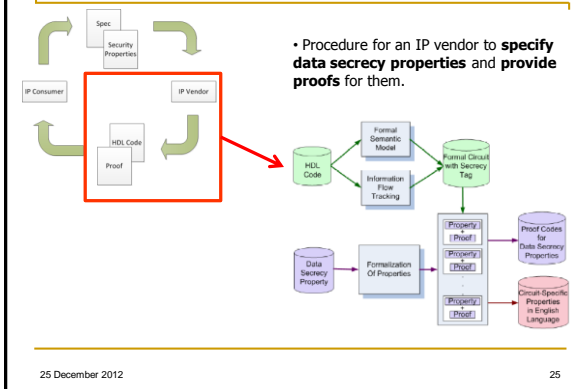 Spec
Security
Properties
IP Consumer
IP Vendor
HDL Code
Proof
• Procedure for an IP vendor to specify
data secrecy properties and provide
proofs for them.
Formal
Semantic
Model
HDL
Code
Information
Flow
Tracking
Formal Circuit
with Secrecy
Tag
Data
Secrecy
Property
Formalization
Of Properties
Property
+
Proof
Property
+
Proof
.
.
.
Property
+
Proof
Proof Codes
for
Data Secrecy
Properties
Circuit-Specific
Properties
in English
Language
25 December 2012
25